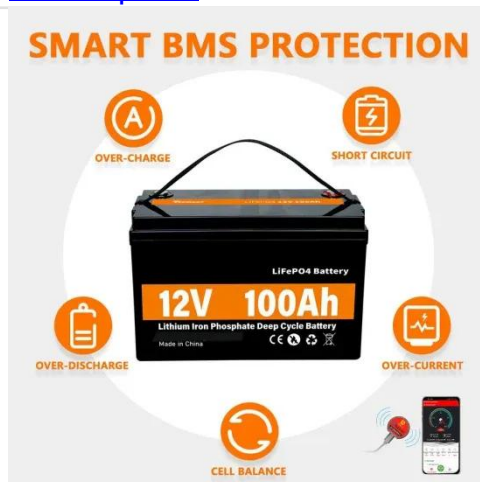 SMART BMS PROTECTION
OVER-CHARGE
SHORT CIRCUIT
LiFePO4 Battery
12V 100Ah
Lithium Iron Phosphate Deep Cycle Battery
Made in China
CE
OVER-DISCHARGE
OVER-CURRENT
CELL BALANCE